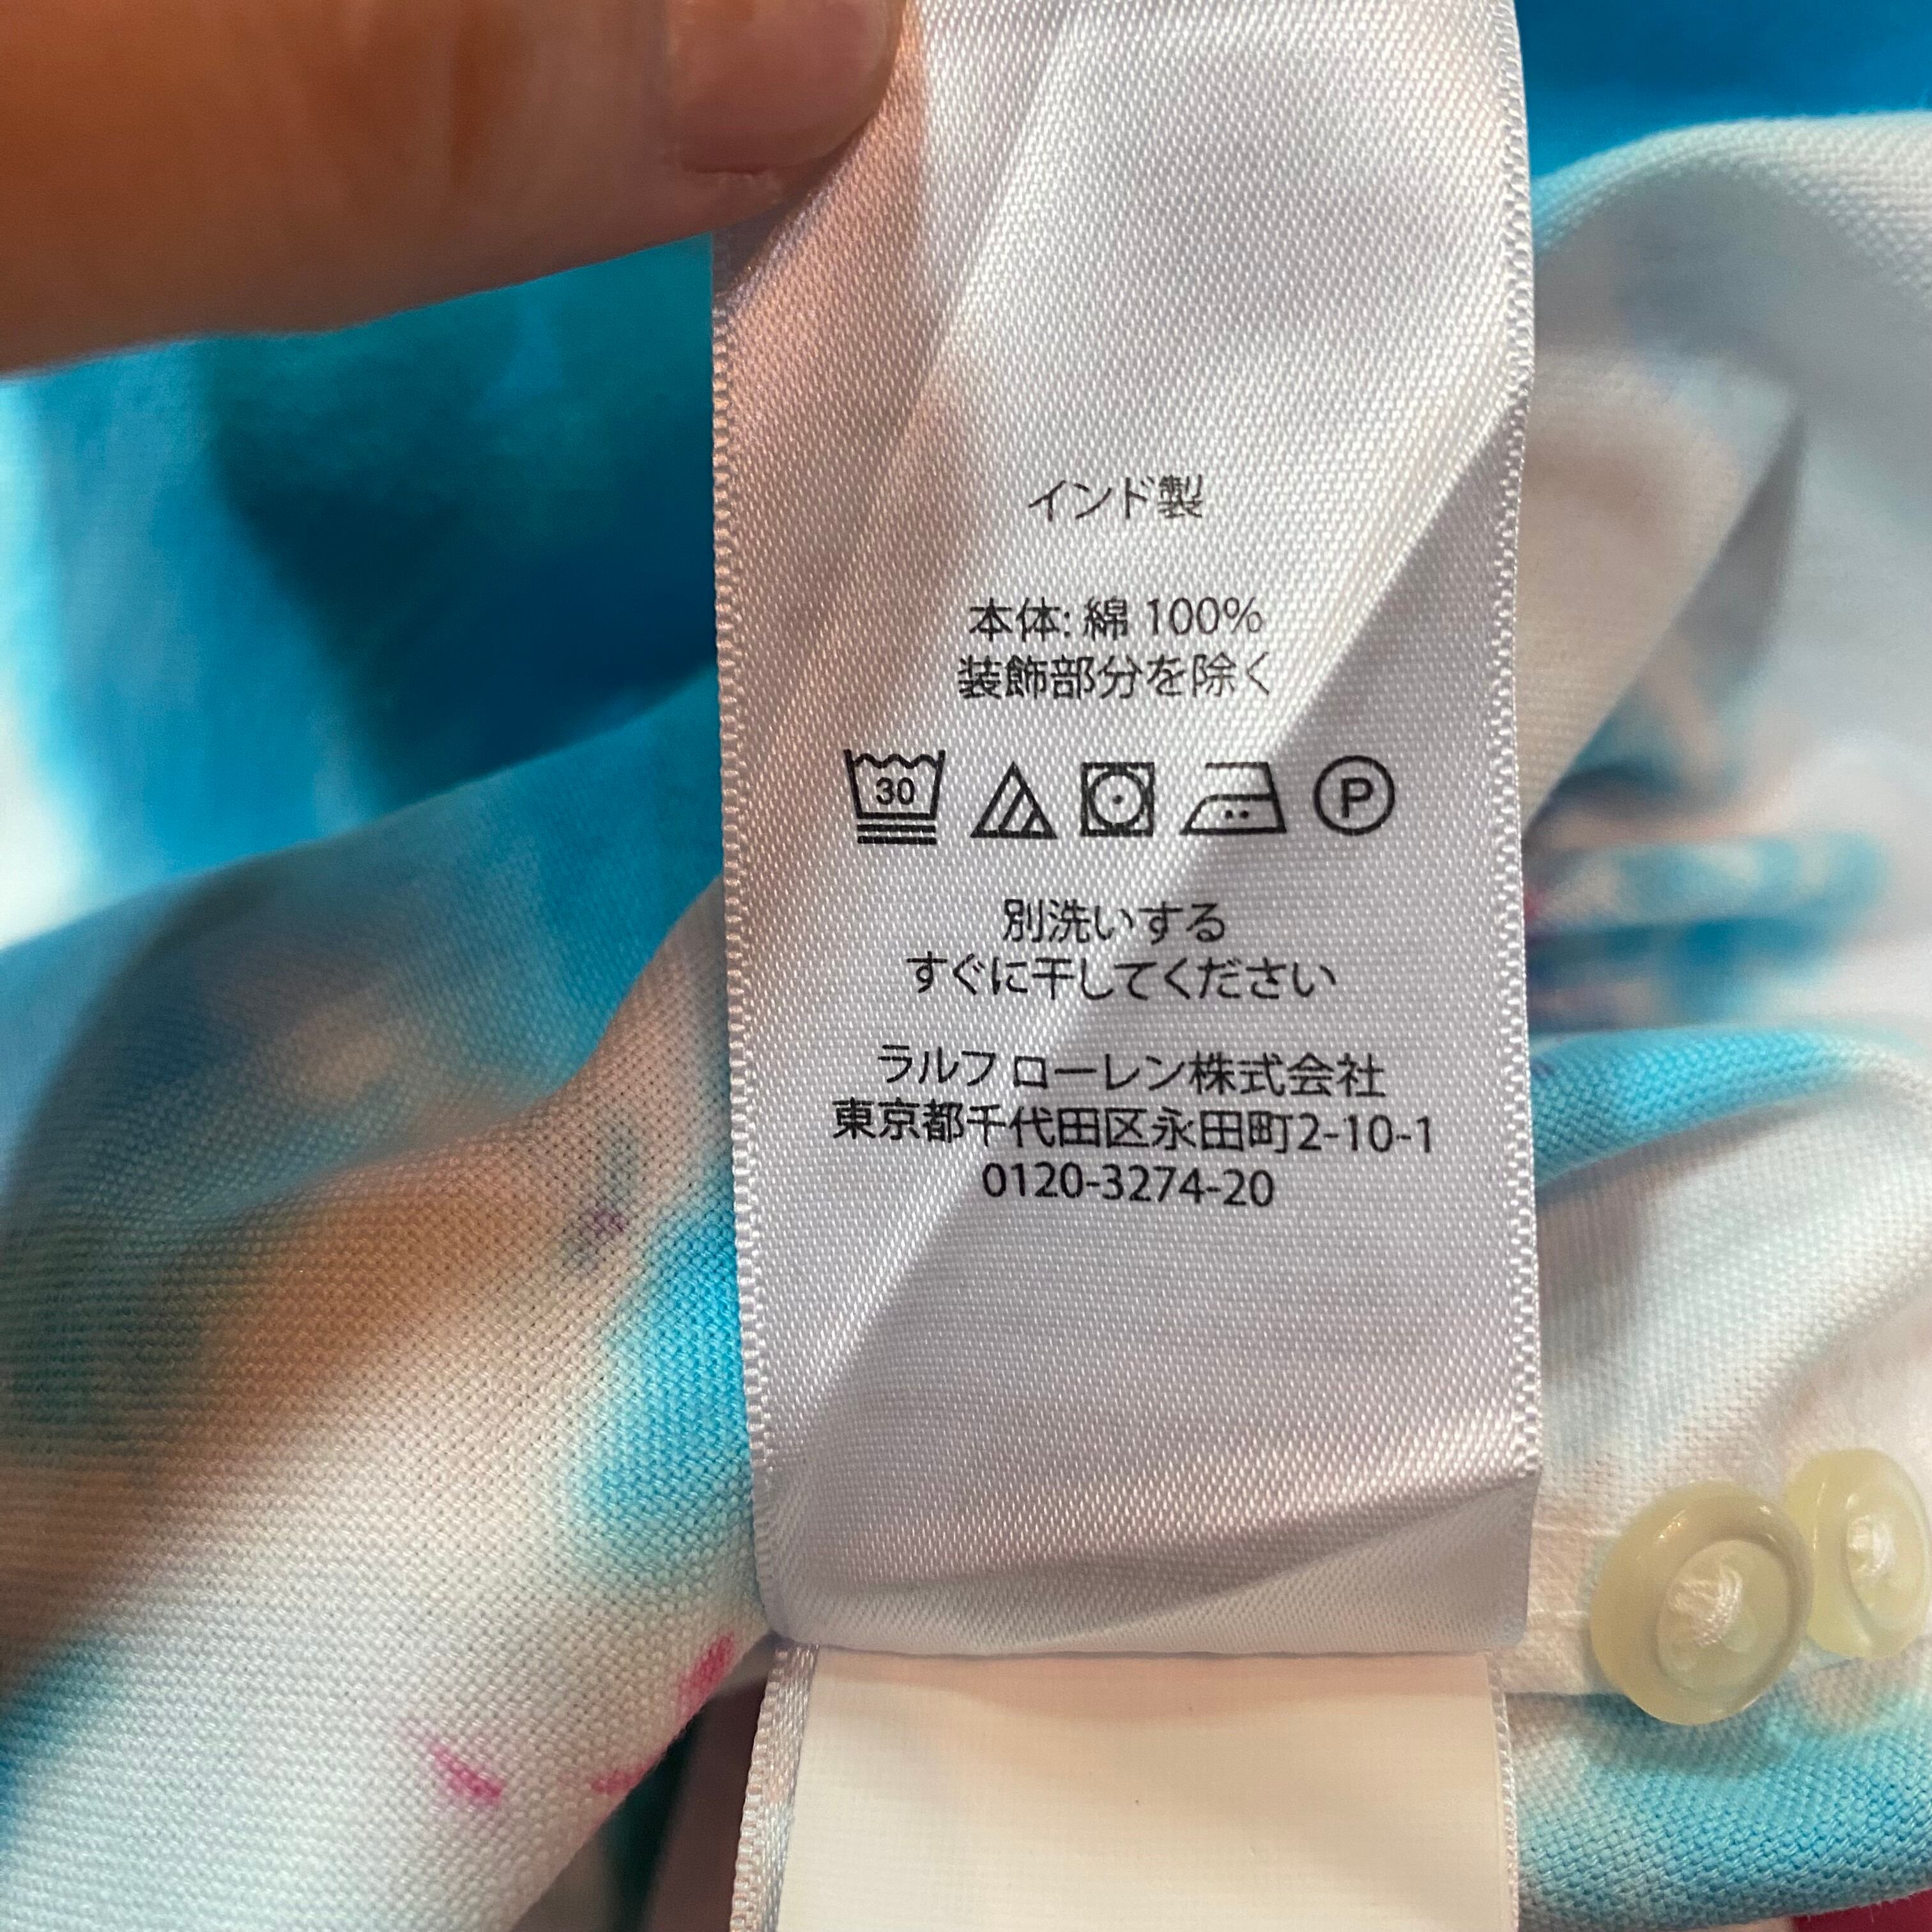 インド製
本体: 綿 100%
装飾部分を除く
30 P
別洗いする
すぐに干してください
ラルフ ローレン株式会社
東京都千代田区永田町2-10-1
0120-3274-20